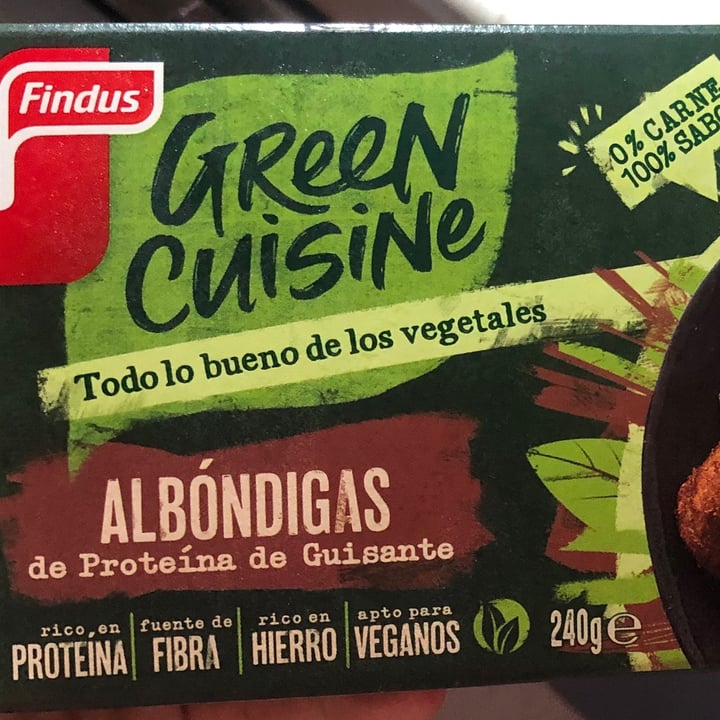 Findus
GReeN
CUiSiNe
0% CARNE
100% SABO
Todo lo bueno de los vegetales
ALBÓNDIGAS
de Proteína de Guisante
rico en
PROTEÍNA
fuente de
FIBRA
rico en
HIERRO
apto para
VEGANOS
240g e